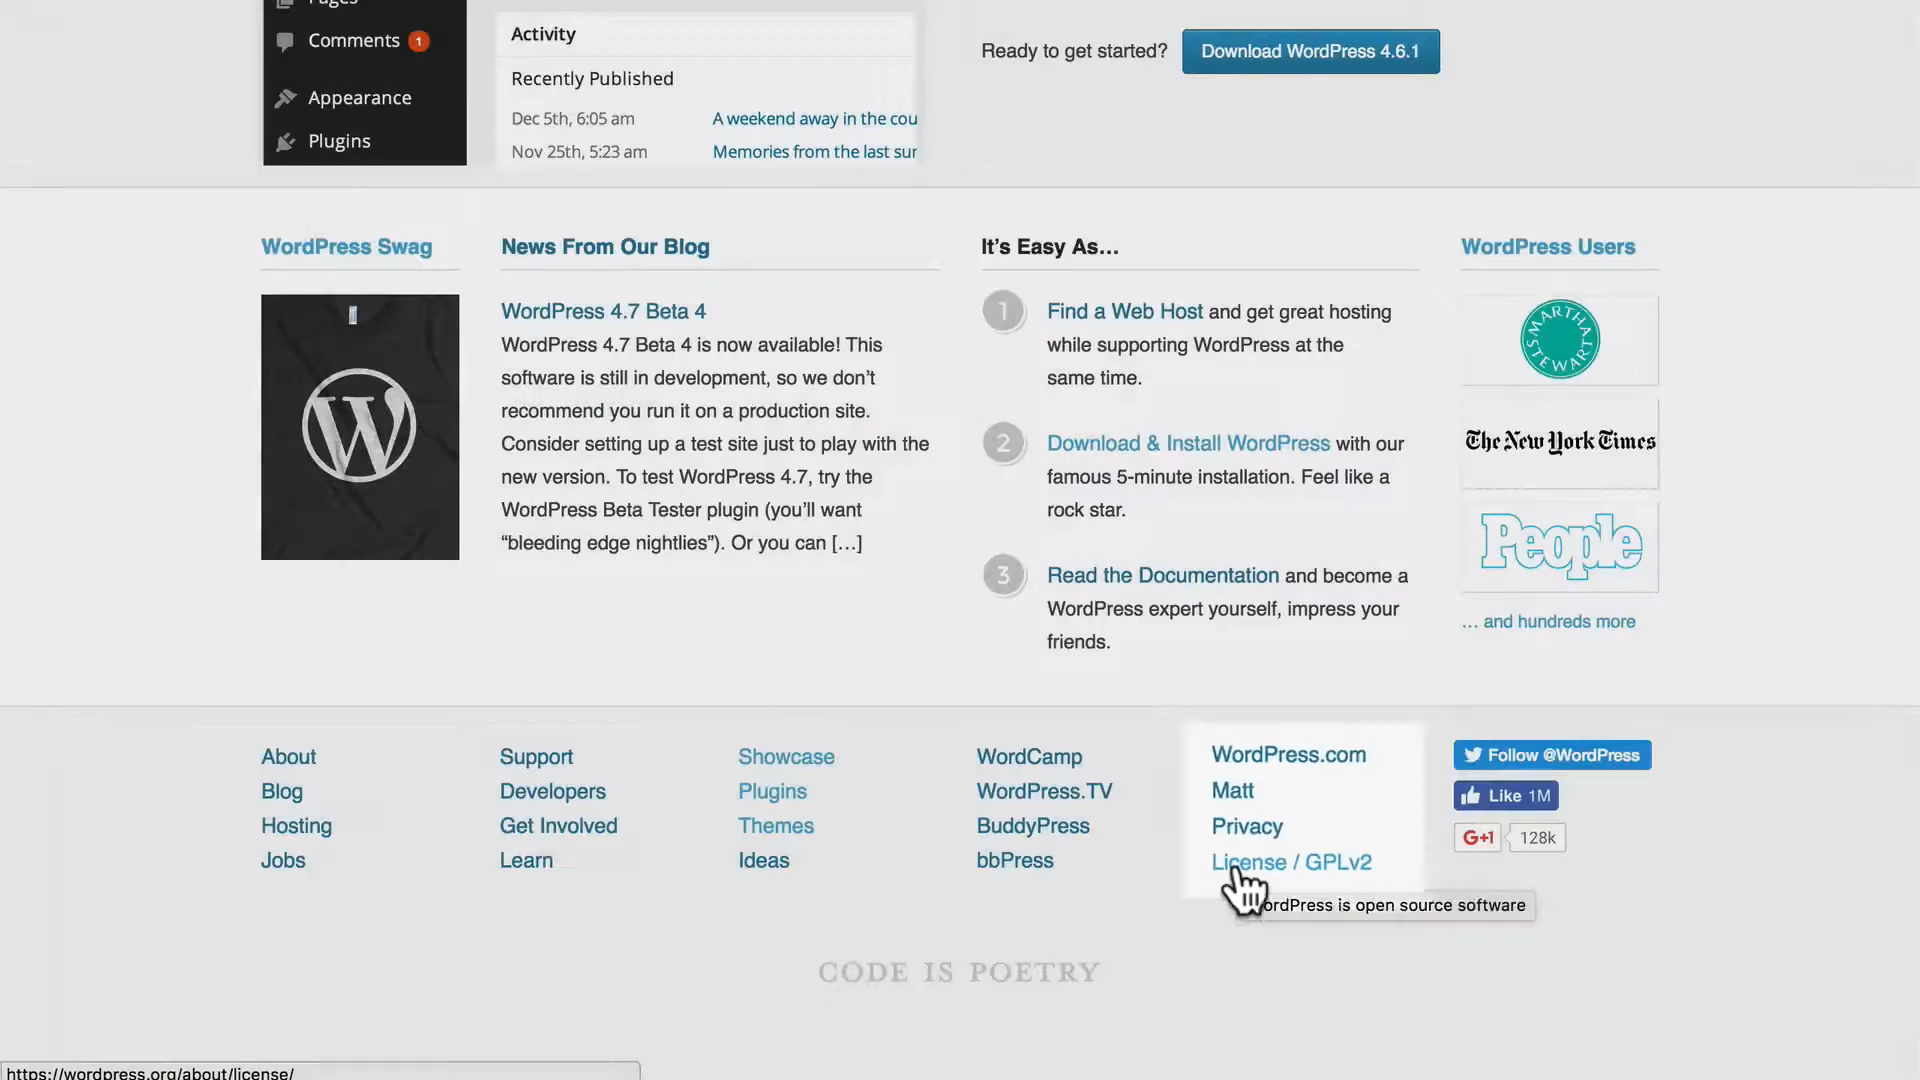 Pages
Comments 1
Appearance
Plugins
Activity
Recently Published
Dec 5th, 6:05 am A weekend away in the cou
Nov 25th, 5:23 am Memories from the last sur
Ready to get started? Download WordPress 4.6.1
WordPress Swag
W
News From Our Blog
WordPress 4.7 Beta 4
WordPress 4.7 Beta 4 is now available! This
software is still in development, so we don’t
recommend you run it on a production site.
Consider setting up a test site just to play with the
new version. To test WordPress 4.7, try the
WordPress Beta Tester plugin (you’ll want
“bleeding edge nightlies”). Or you can […]
It’s Easy As…
1 Find a Web Host and get great hosting
while supporting WordPress at the
same time.
2 Download & Install WordPress with our
famous 5-minute installation. Feel like a
rock star.
3 Read the Documentation and become a
WordPress expert yourself, impress your
friends.
WordPress Users
MARTHA STEWART
The New York Times
People
… and hundreds more
About
Blog
Hosting
Jobs
Support
Developers
Get Involved
Learn
Showcase
Plugins
Themes
Ideas
WordCamp
WordPress.TV
BuddyPress
bbPress
WordPress.com
Matt
Privacy
License / GPLv2
ordPress is open source software
Follow @WordPress
Like 1M
G+1 128k
CODE IS POETRY
https://wordpress.org/about/license/